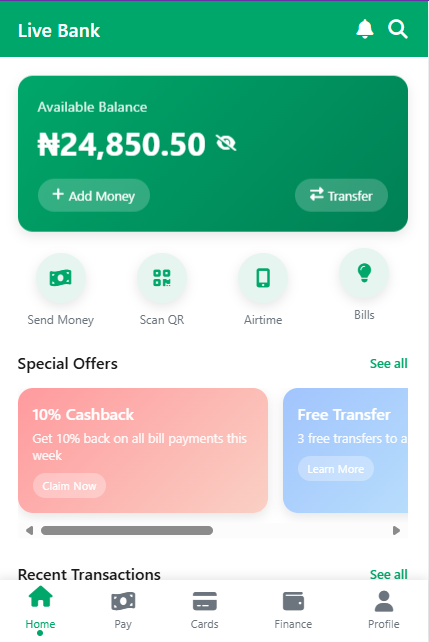 Live Bank
Available Balance
₦24,850.50
Add Money
Transfer
Send Money
Scan QR
Airtime
Bills
Special Offers
See all
10% Cashback
Get 10% back on all bill payments this
week
Claim Now
Free Transfer
3 free transfers to a
Learn More
Recent Transactions
See all
Home
Pay
Cards
Finance
Profile